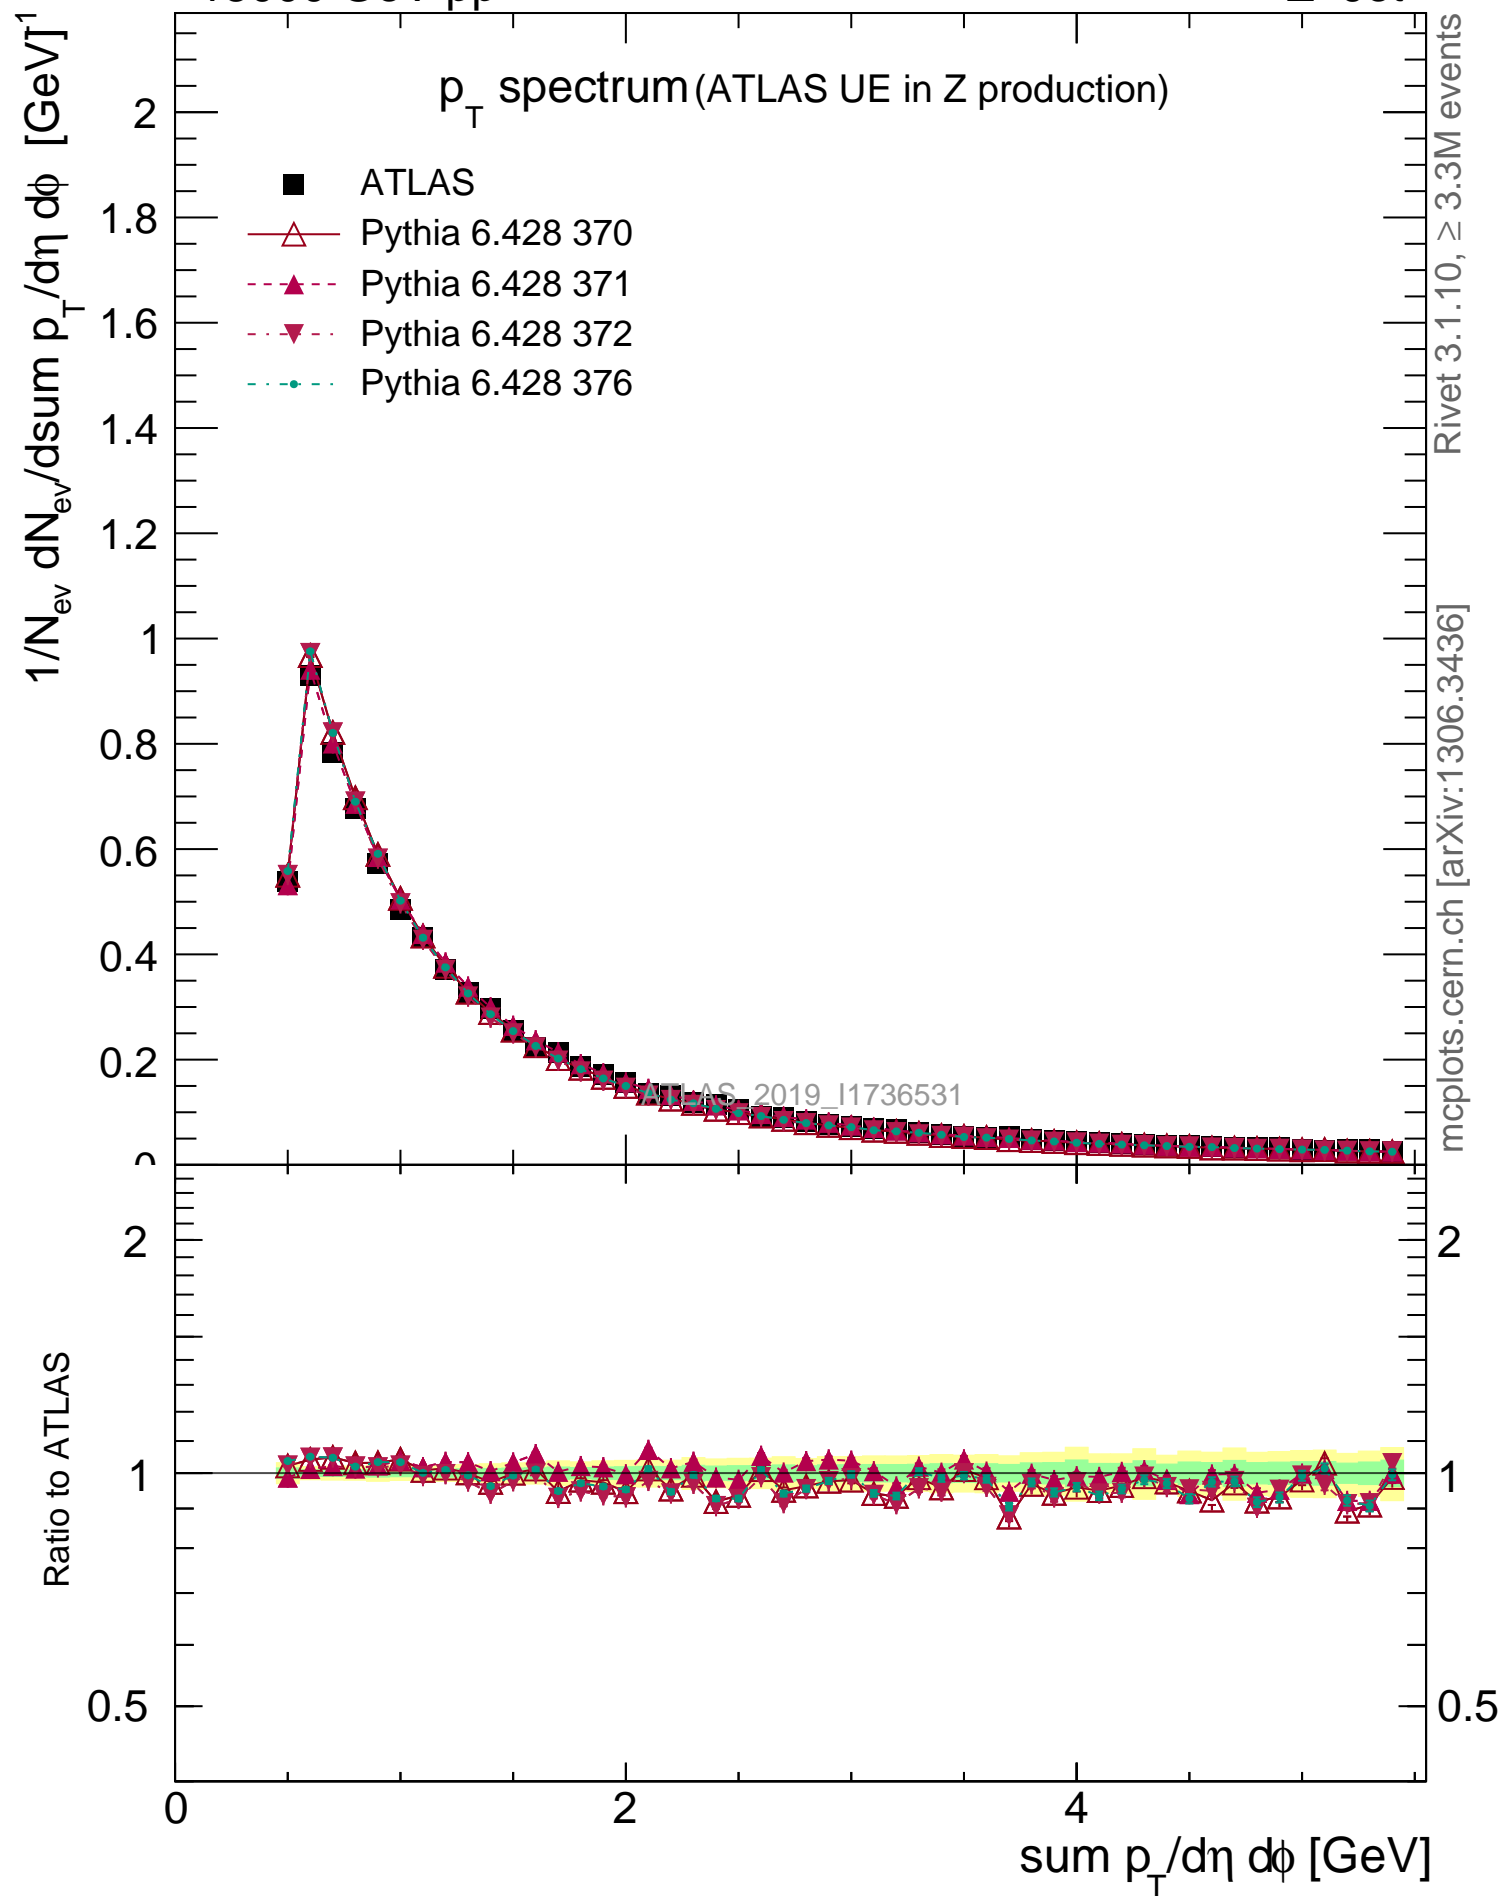 p_T spectrum (ATLAS UE in Z production)
ATLAS
Pythia 6.428 370
Pythia 6.428 371
Pythia 6.428 372
Pythia 6.428 376
1/N_ev dN_ev/dsum p_T/dη dϕ [GeV]^-1
2
1.8
1.6
1.4
1.2
1
0.8
0.6
0.4
0.2
0
ATLAS_2019_I1736531
Rivet 3.1.10, ≥ 3.3M events
mcplots.cern.ch [arXiv:1306.3436]
Ratio to ATLAS
2
1
0.5
2
1
0.5
0
2
4
sum p_T/dη dϕ [GeV]